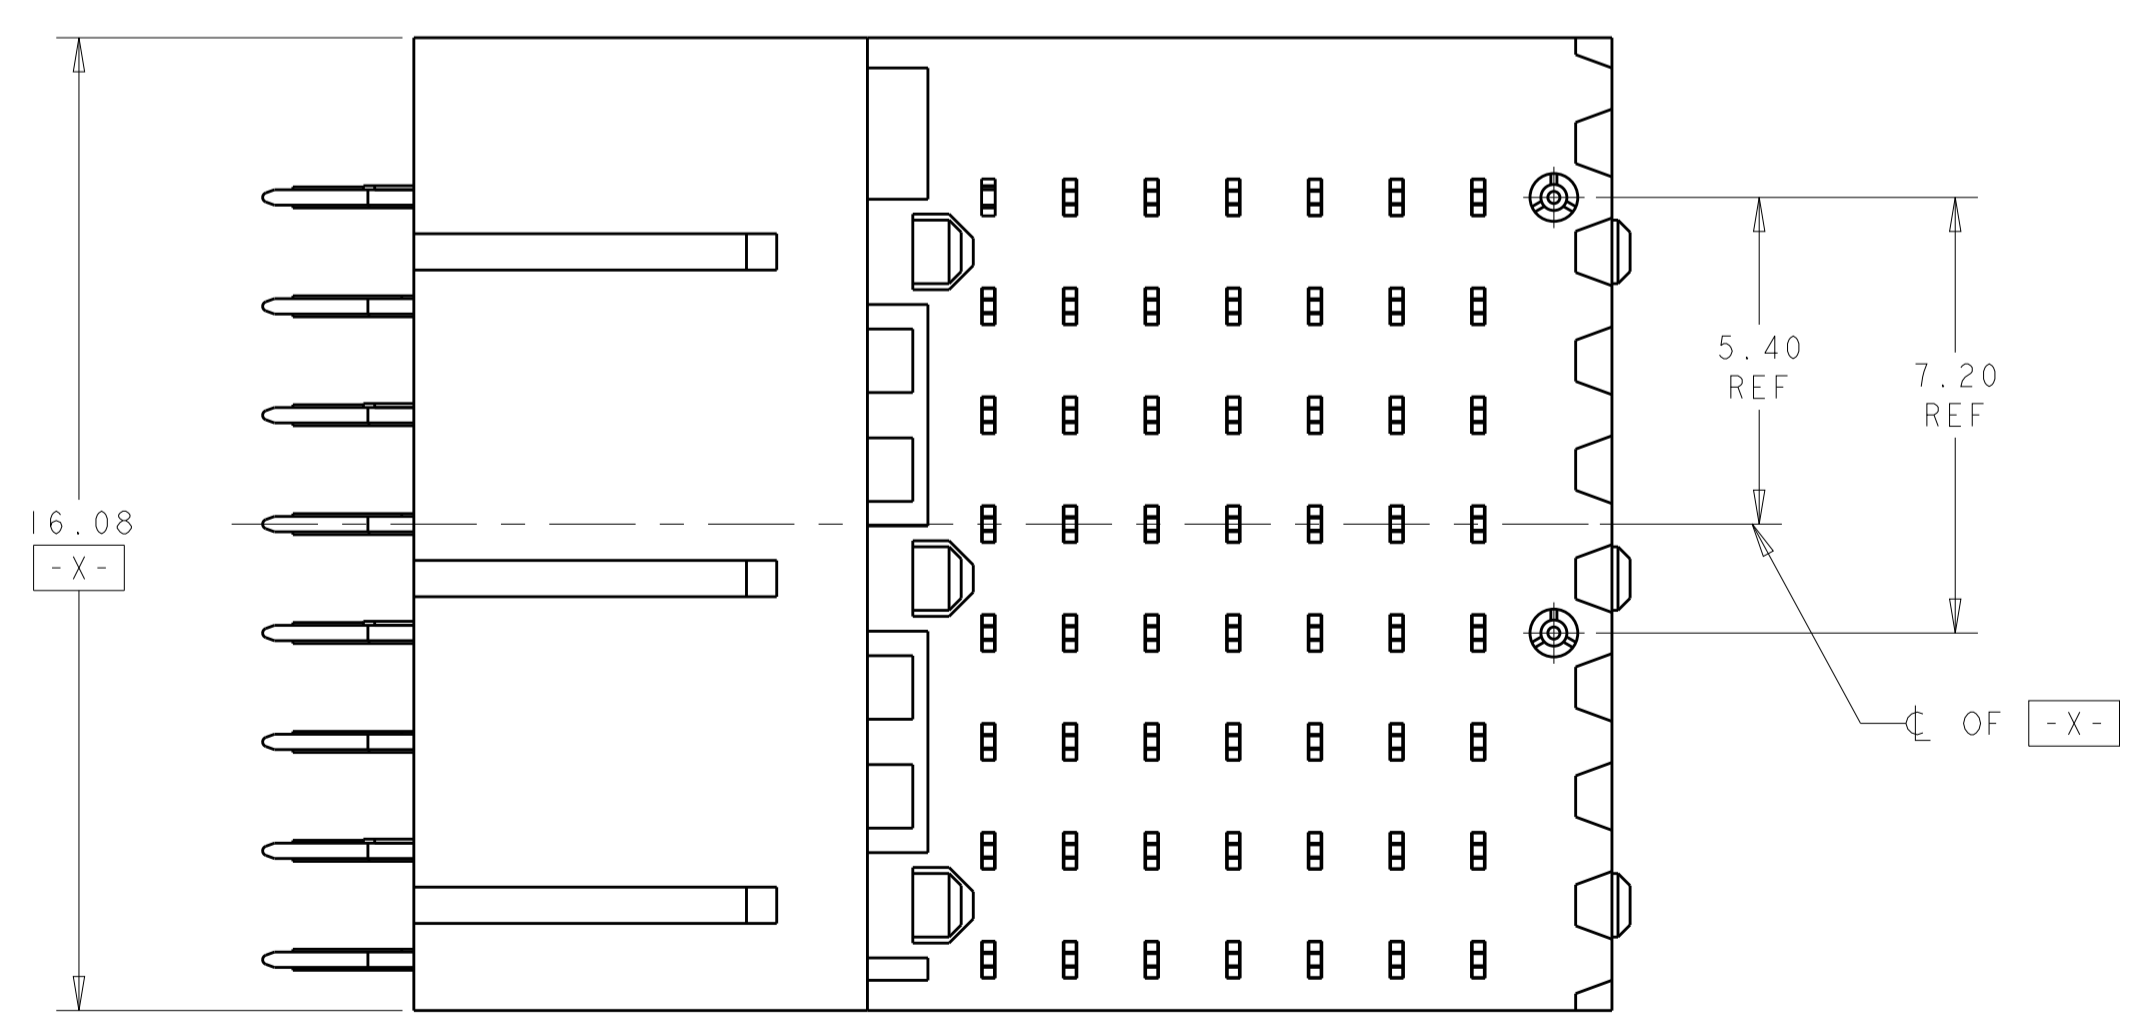 16.08
-X-
5.40
REF
7.20
REF
℄ OF -X-